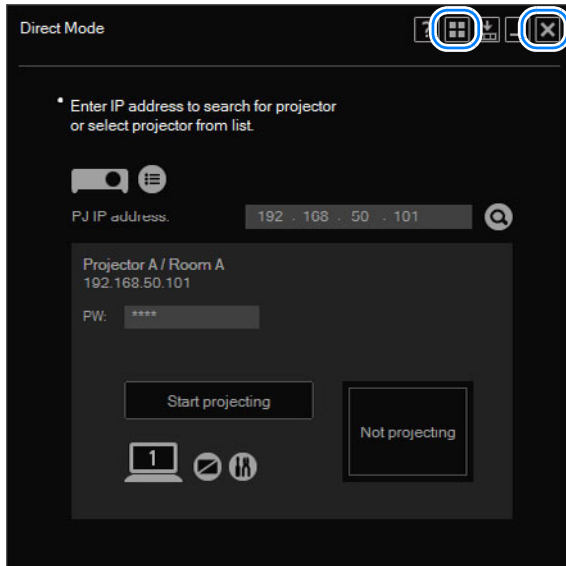 Direct Mode
?
Enter IP address to search for projector
or select projector from list.
PJ IP address. 192 . 168 . 50 . 101
Projector A / Room A
192.168.50.101
PW: ****
Start projecting
Not projecting
1